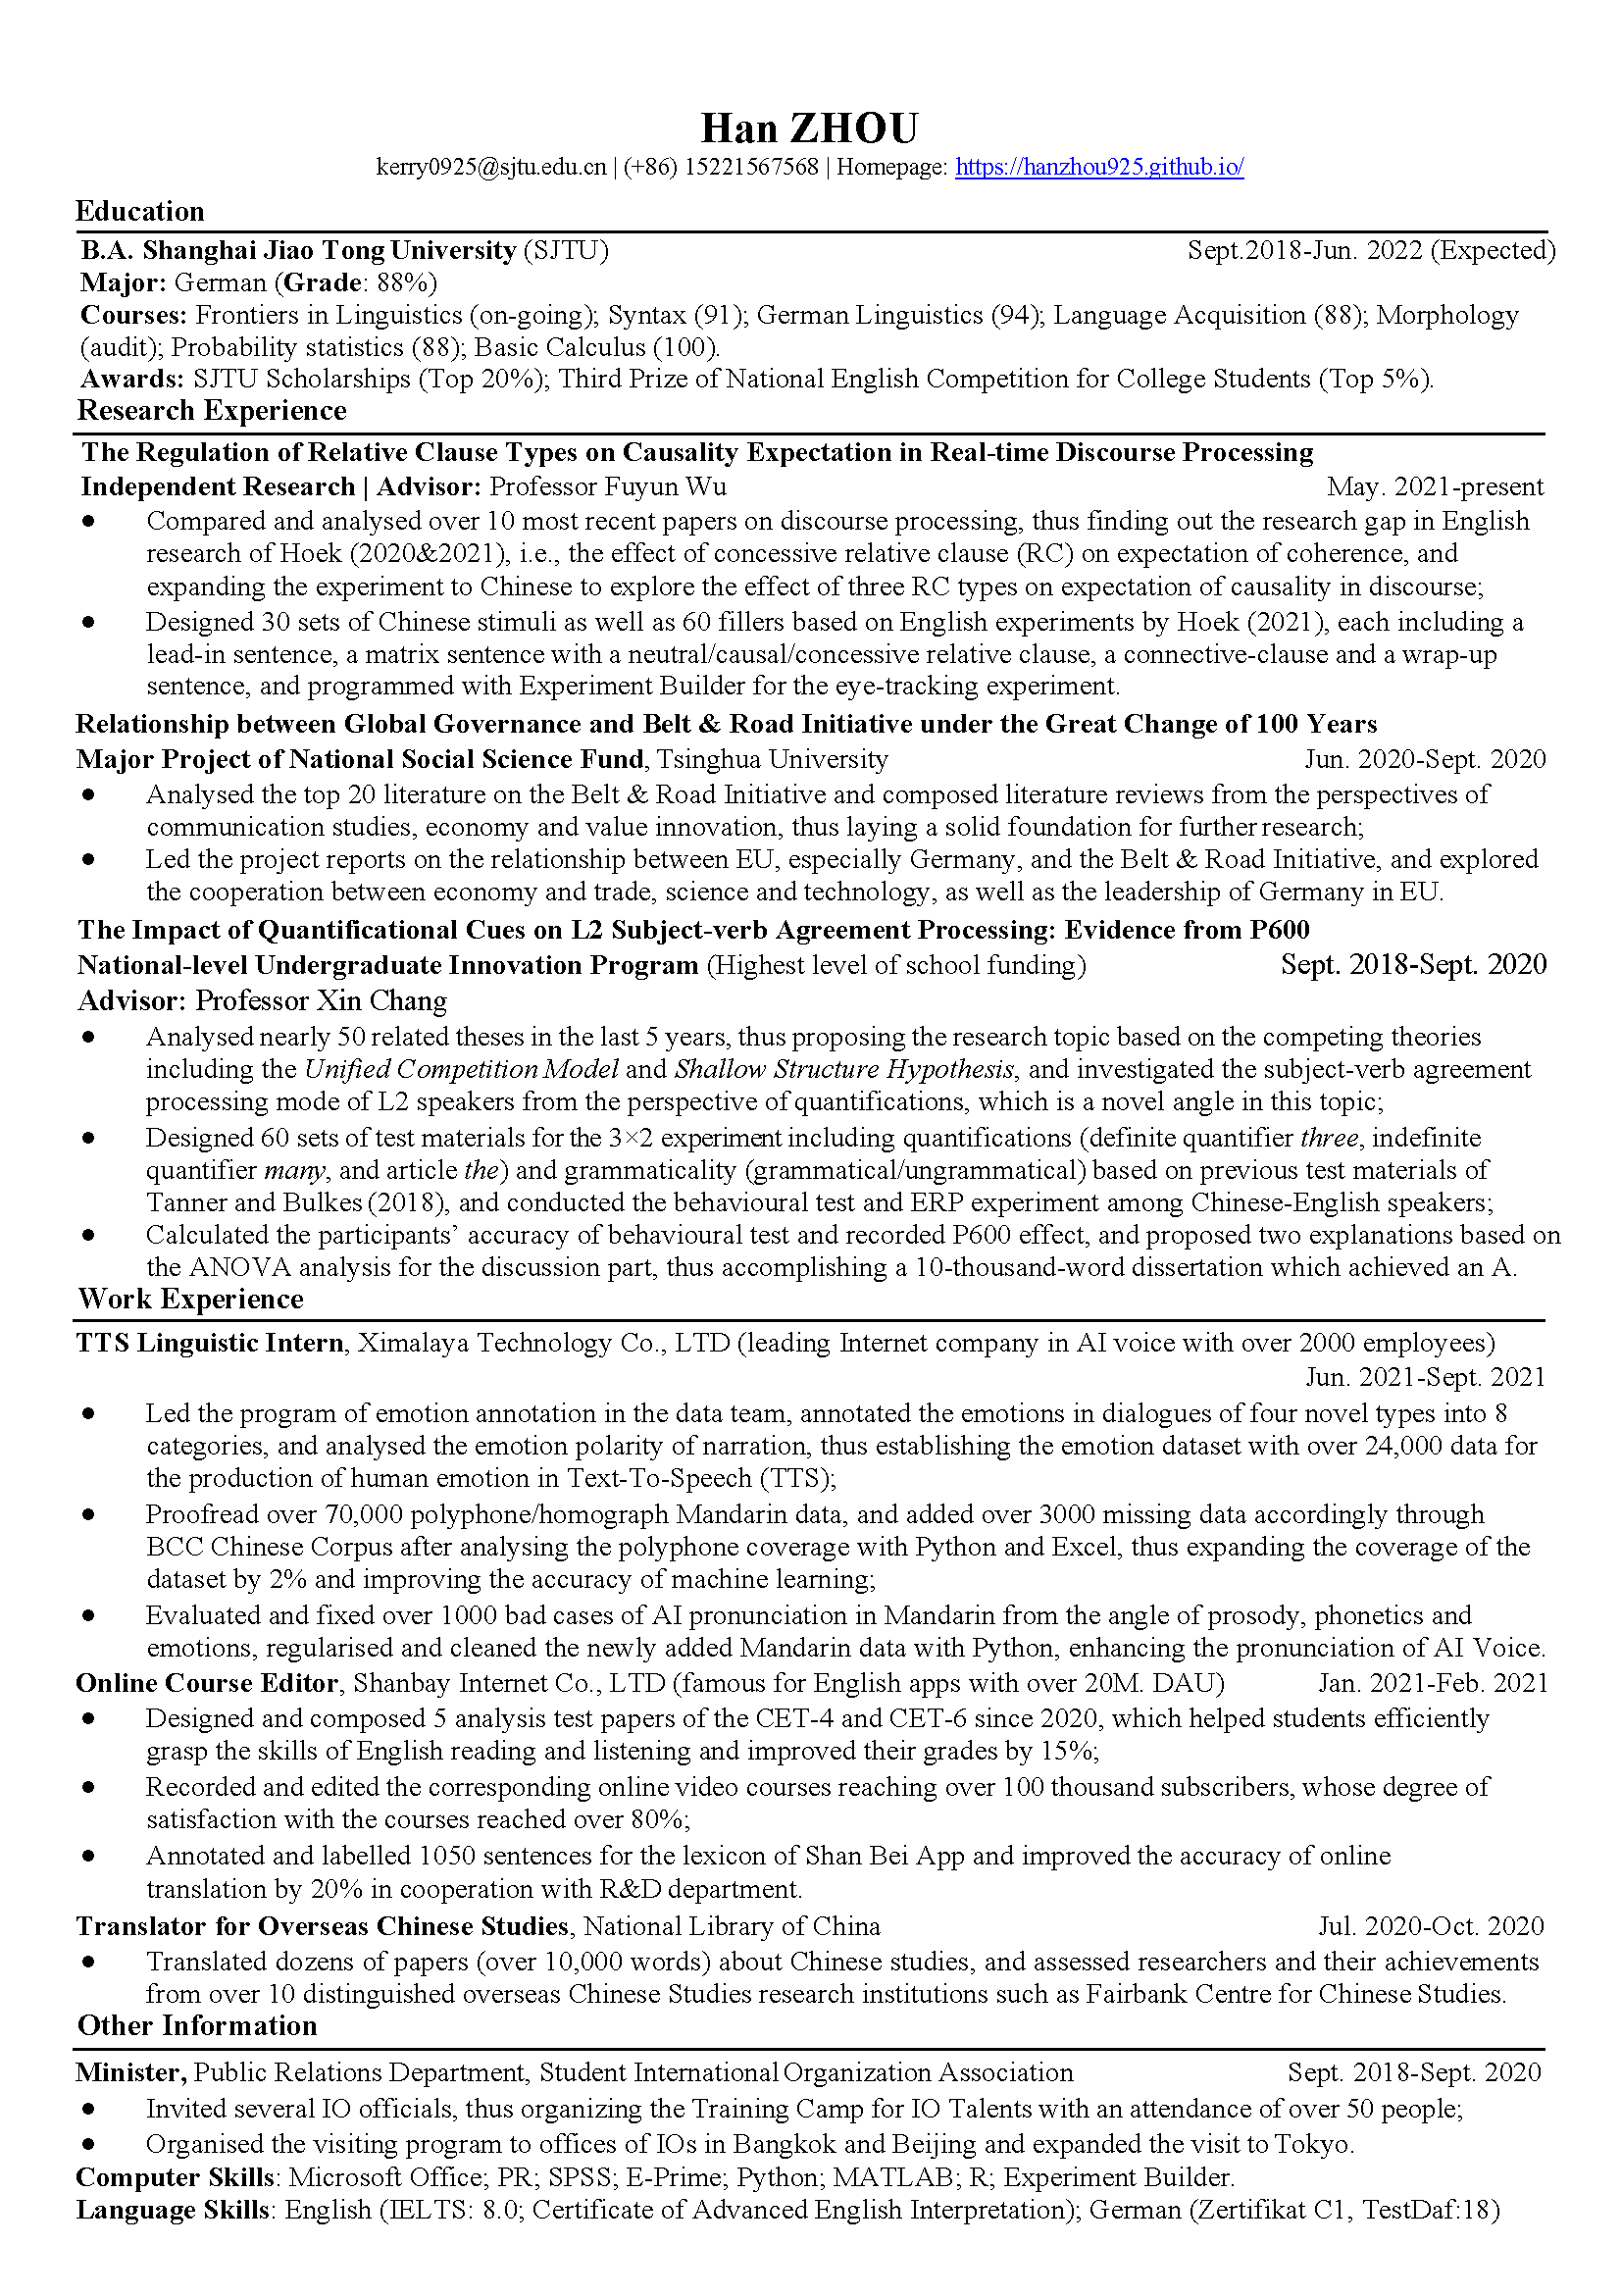 Han ZHOU
kerry0925@sjtu.edu.cn | (+86) 15221567568 | Homepage: https://hanzhou925.github.io/
Education
B.A. Shanghai Jiao Tong University (SJTU) Sept.2018-Jun. 2022 (Expected)
Major: German (Grade: 88%)
Courses: Frontiers in Linguistics (on-going); Syntax (91); German Linguistics (94); Language Acquisition (88); Morphology
(audit); Probability statistics (88); Basic Calculus (100).
Awards: SJTU Scholarships (Top 20%); Third Prize of National English Competition for College Students (Top 5%).
Research Experience
The Regulation of Relative Clause Types on Causality Expectation in Real-time Discourse Processing
Independent Research | Advisor: Professor Fuyun Wu May. 2021-present
● Compared and analysed over 10 most recent papers on discourse processing, thus finding out the research gap in English
research of Hoek (2020&2021), i.e., the effect of concessive relative clause (RC) on expectation of coherence, and
expanding the experiment to Chinese to explore the effect of three RC types on expectation of causality in discourse;
● Designed 30 sets of Chinese stimuli as well as 60 fillers based on English experiments by Hoek (2021), each including a
lead-in sentence, a matrix sentence with a neutral/causal/concessive relative clause, a connective-clause and a wrap-up
sentence, and programmed with Experiment Builder for the eye-tracking experiment.
Relationship between Global Governance and Belt & Road Initiative under the Great Change of 100 Years
Major Project of National Social Science Fund, Tsinghua University Jun. 2020-Sept. 2020
● Analysed the top 20 literature on the Belt & Road Initiative and composed literature reviews from the perspectives of
communication studies, economy and value innovation, thus laying a solid foundation for further research;
● Led the project reports on the relationship between EU, especially Germany, and the Belt & Road Initiative, and explored
the cooperation between economy and trade, science and technology, as well as the leadership of Germany in EU.
The Impact of Quantificational Cues on L2 Subject-verb Agreement Processing: Evidence from P600
National-level Undergraduate Innovation Program (Highest level of school funding) Sept. 2018-Sept. 2020
Advisor: Professor Xin Chang
● Analysed nearly 50 related theses in the last 5 years, thus proposing the research topic based on the competing theories
including the Unified Competition Model and Shallow Structure Hypothesis, and investigated the subject-verb agreement
processing mode of L2 speakers from the perspective of quantifications, which is a novel angle in this topic;
● Designed 60 sets of test materials for the 3×2 experiment including quantifications (definite quantifier three, indefinite
quantifier many, and article the) and grammaticality (grammatical/ungrammatical) based on previous test materials of
Tanner and Bulkes (2018), and conducted the behavioural test and ERP experiment among Chinese-English speakers;
● Calculated the participants’ accuracy of behavioural test and recorded P600 effect, and proposed two explanations based on
the ANOVA analysis for the discussion part, thus accomplishing a 10-thousand-word dissertation which achieved an A.
Work Experience
TTS Linguistic Intern, Ximalaya Technology Co., LTD (leading Internet company in AI voice with over 2000 employees)
Jun. 2021-Sept. 2021
● Led the program of emotion annotation in the data team, annotated the emotions in dialogues of four novel types into 8
categories, and analysed the emotion polarity of narration, thus establishing the emotion dataset with over 24,000 data for
the production of human emotion in Text-To-Speech (TTS);
● Proofread over 70,000 polyphone/homograph Mandarin data, and added over 3000 missing data accordingly through
BCC Chinese Corpus after analysing the polyphone coverage with Python and Excel, thus expanding the coverage of the
dataset by 2% and improving the accuracy of machine learning;
● Evaluated and fixed over 1000 bad cases of AI pronunciation in Mandarin from the angle of prosody, phonetics and
emotions, regularised and cleaned the newly added Mandarin data with Python, enhancing the pronunciation of AI Voice.
Online Course Editor, Shanbay Internet Co., LTD (famous for English apps with over 20M. DAU) Jan. 2021-Feb. 2021
● Designed and composed 5 analysis test papers of the CET-4 and CET-6 since 2020, which helped students efficiently
grasp the skills of English reading and listening and improved their grades by 15%;
● Recorded and edited the corresponding online video courses reaching over 100 thousand subscribers, whose degree of
satisfaction with the courses reached over 80%;
● Annotated and labelled 1050 sentences for the lexicon of Shan Bei App and improved the accuracy of online
translation by 20% in cooperation with R&D department.
Translator for Overseas Chinese Studies, National Library of China Jul. 2020-Oct. 2020
● Translated dozens of papers (over 10,000 words) about Chinese studies, and assessed researchers and their achievements
from over 10 distinguished overseas Chinese Studies research institutions such as Fairbank Centre for Chinese Studies.
Other Information
Minister, Public Relations Department, Student International Organization Association Sept. 2018-Sept. 2020
● Invited several IO officials, thus organizing the Training Camp for IO Talents with an attendance of over 50 people;
● Organised the visiting program to offices of IOs in Bangkok and Beijing and expanded the visit to Tokyo.
Computer Skills: Microsoft Office; PR; SPSS; E-Prime; Python; MATLAB; R; Experiment Builder.
Language Skills: English (IELTS: 8.0; Certificate of Advanced English Interpretation); German (Zertifikat C1, TestDaf:18)